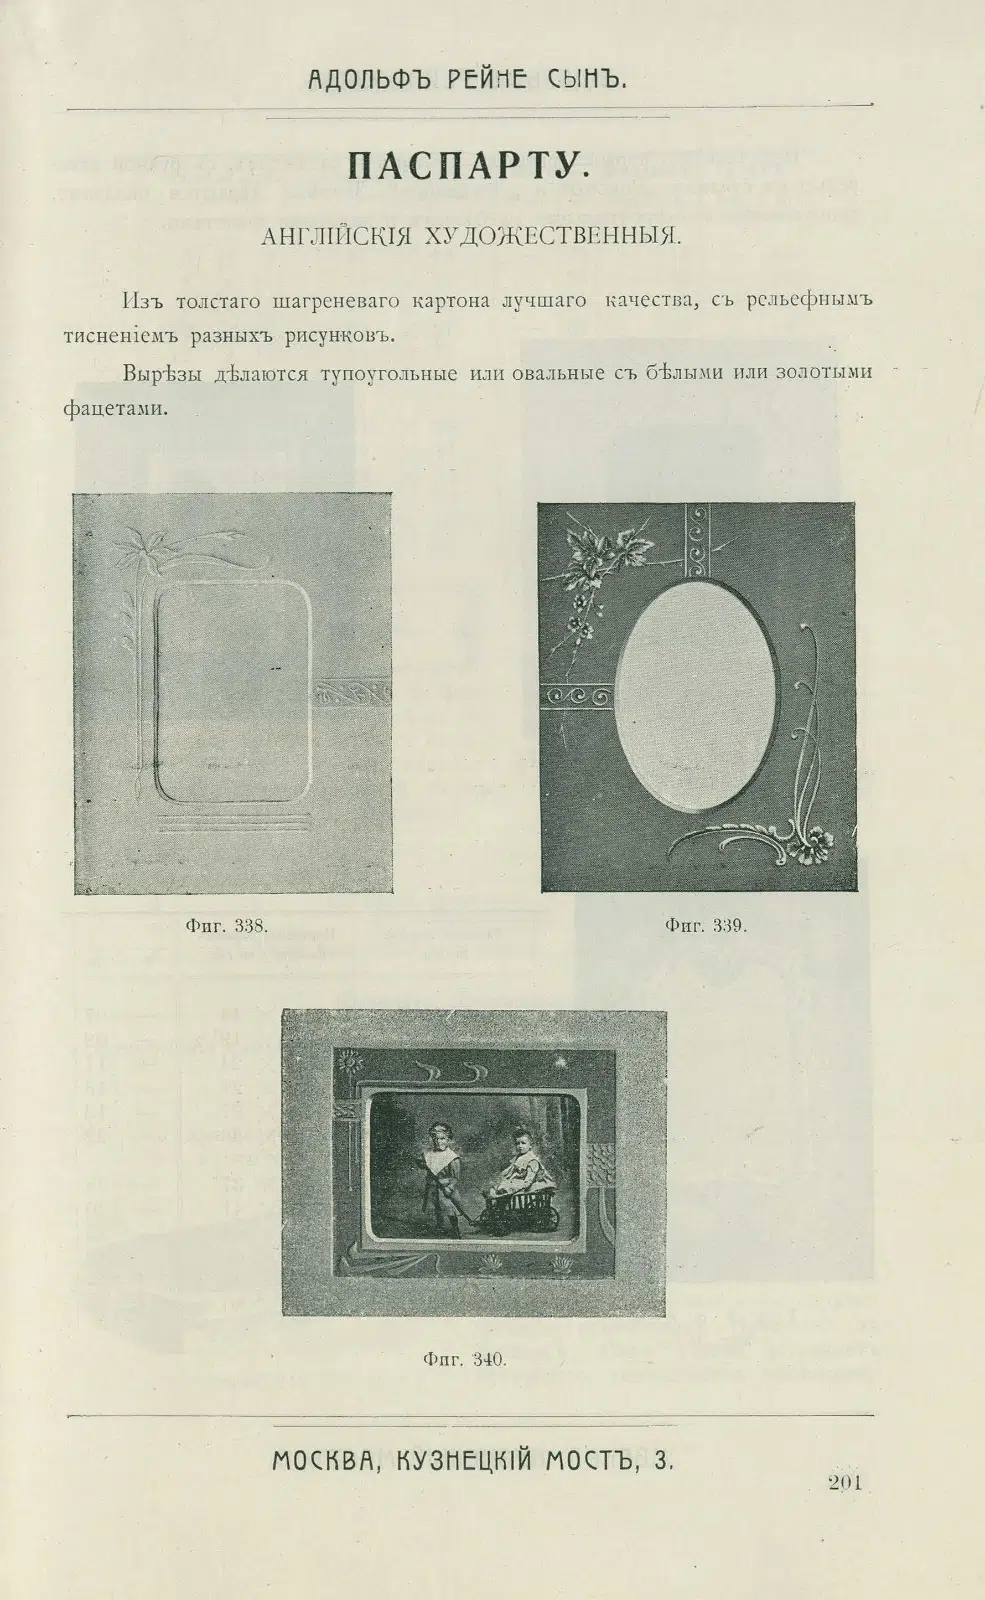 АДОЛЬФЪ РЕЙНЕ СЫНЪ.
ПАСПАРТУ.
АНГЛІЙСКІЯ ХУДОЖЕСТВЕННЫЯ.
Изъ толстаго шагреневаго картона лучшаго качества, съ рельефнымъ
тисненіемъ разныхъ рисунковъ.
Вырѣзы дѣлаются тупоугольные или овальные съ бѣлыми или золотыми
фацетами.
Фиг. 338.
Фиг. 339.
Фиг. 340.
МОСКВА, КУЗНЕЦКІЙ МОСТЪ, 3.
201